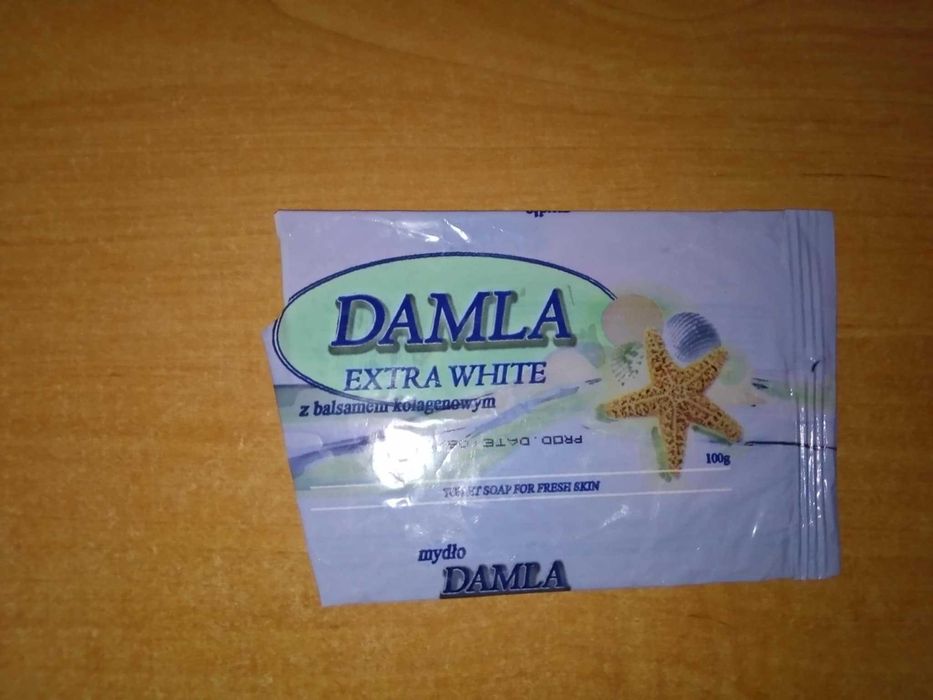 DAMLA
EXTRA WHITE
z balsamem kolagenowym
PROD. DATE
100g
TOILET SOAP FOR FRESH SKIN
mydło
DAMLA